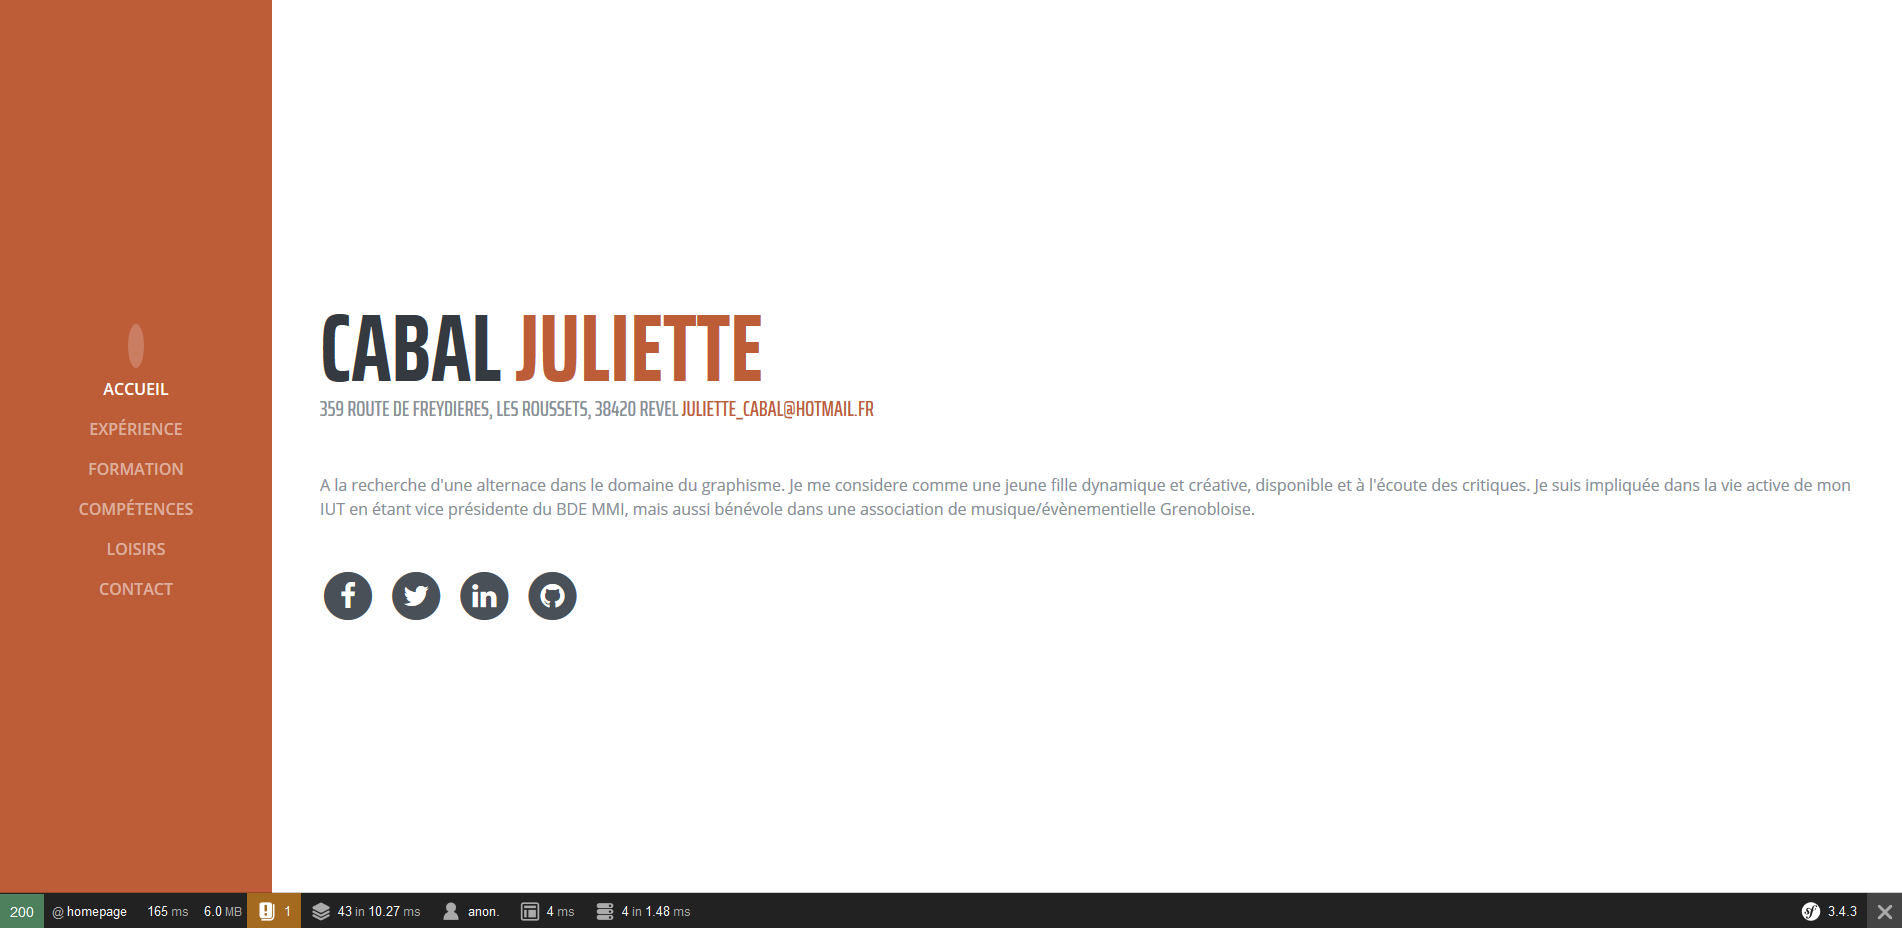 ACCUEIL
EXPÉRIENCE
FORMATION
COMPÉTENCES
LOISIRS
CONTACT
CABAL JULIETTE
359 ROUTE DE FREYDIERES, LES ROUSSETS, 38420 REVEL JULIETTE_CABAL@HOTMAIL.FR
A la recherche d'une alternace dans le domaine du graphisme. Je me considere comme une jeune fille dynamique et créative, disponible et à l'écoute des critiques. Je suis impliquée dans la vie active de mon
IUT en étant vice présidente du BDE MMI, mais aussi bénévole dans une association de musique/évènementielle Grenobloise.
200 @ homepage 165 ms 6.0 MB 1 43 in 10.27 ms anon. 4 ms 4 in 1.48 ms sf 3.4.3